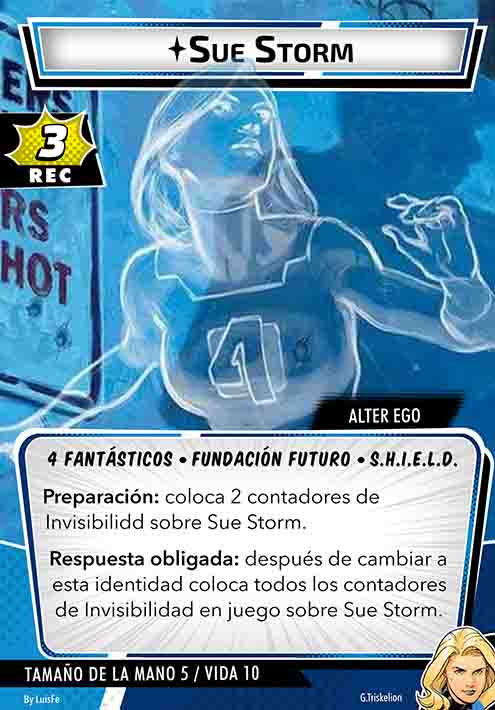 SUE STORM
3
REC
RS
HOT
4
ALTER EGO
4 FANTÁSTICOS • FUNDACIÓN FUTURO • S.H.I.E.L.D.
Preparación: coloca 2 contadores de
Invisibilidd sobre Sue Storm.
Respuesta obligada: después de cambiar a
esta identidad coloca todos los contadores
de Invisibilidad en juego sobre Sue Storm.
TAMAÑO DE LA MANO 5 / VIDA 10
By LuisFe
G.Triskelion